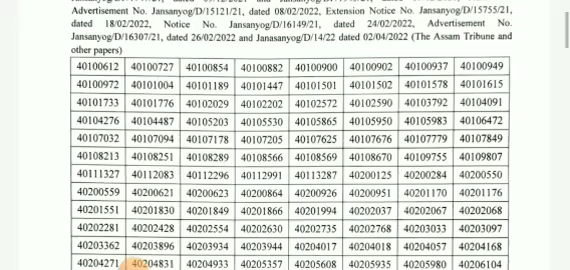 Advertisement No. Jansanyog/D/15121/21, dated 08/02/2022, Extension Notice No. Jansanyog/D/15755/21,
dated 18/02/2022, Notice No. Jansanyog/D/16149/21, dated 24/02/2022, Advertisement No.
Janasanyog/D/16307/21, dated 26/02/2022 and Janasanyog/D/14/22 dated 02/04/2022 (The Assam Tribune and
other papers)
40100612 40100727 40100854 40100882 40100900 40100902 40100937 40100949
40100972 40101004 40101189 40101447 40101501 40101502 40101578 40101615
40101733 40101776 40102029 40102202 40102572 40102590 40103792 40104091
40104276 40104487 40105203 40105530 40105865 40105950 40105983 40106472
40107032 40107094 40107178 40107205 40107625 40107676 40107779 40107849
40108213 40108251 40108289 40108566 40108569 40108670 40109755 40109807
40111327 40112083 40112296 40112991 40113287 40200125 40200284 40200550
40200559 40200621 40200623 40200864 40200926 40200951 40201170 40201176
40201551 40201830 40201849 40201866 40201994 40202037 40202067 40202068
40202281 40202428 40202554 40202630 40202735 40202768 40203033 40203097
40203362 40203896 40203934 40203944 40204017 40204018 40204057 40204168
40204271 40204831 40204933 40205357 40205608 40205935 40205980 40206104